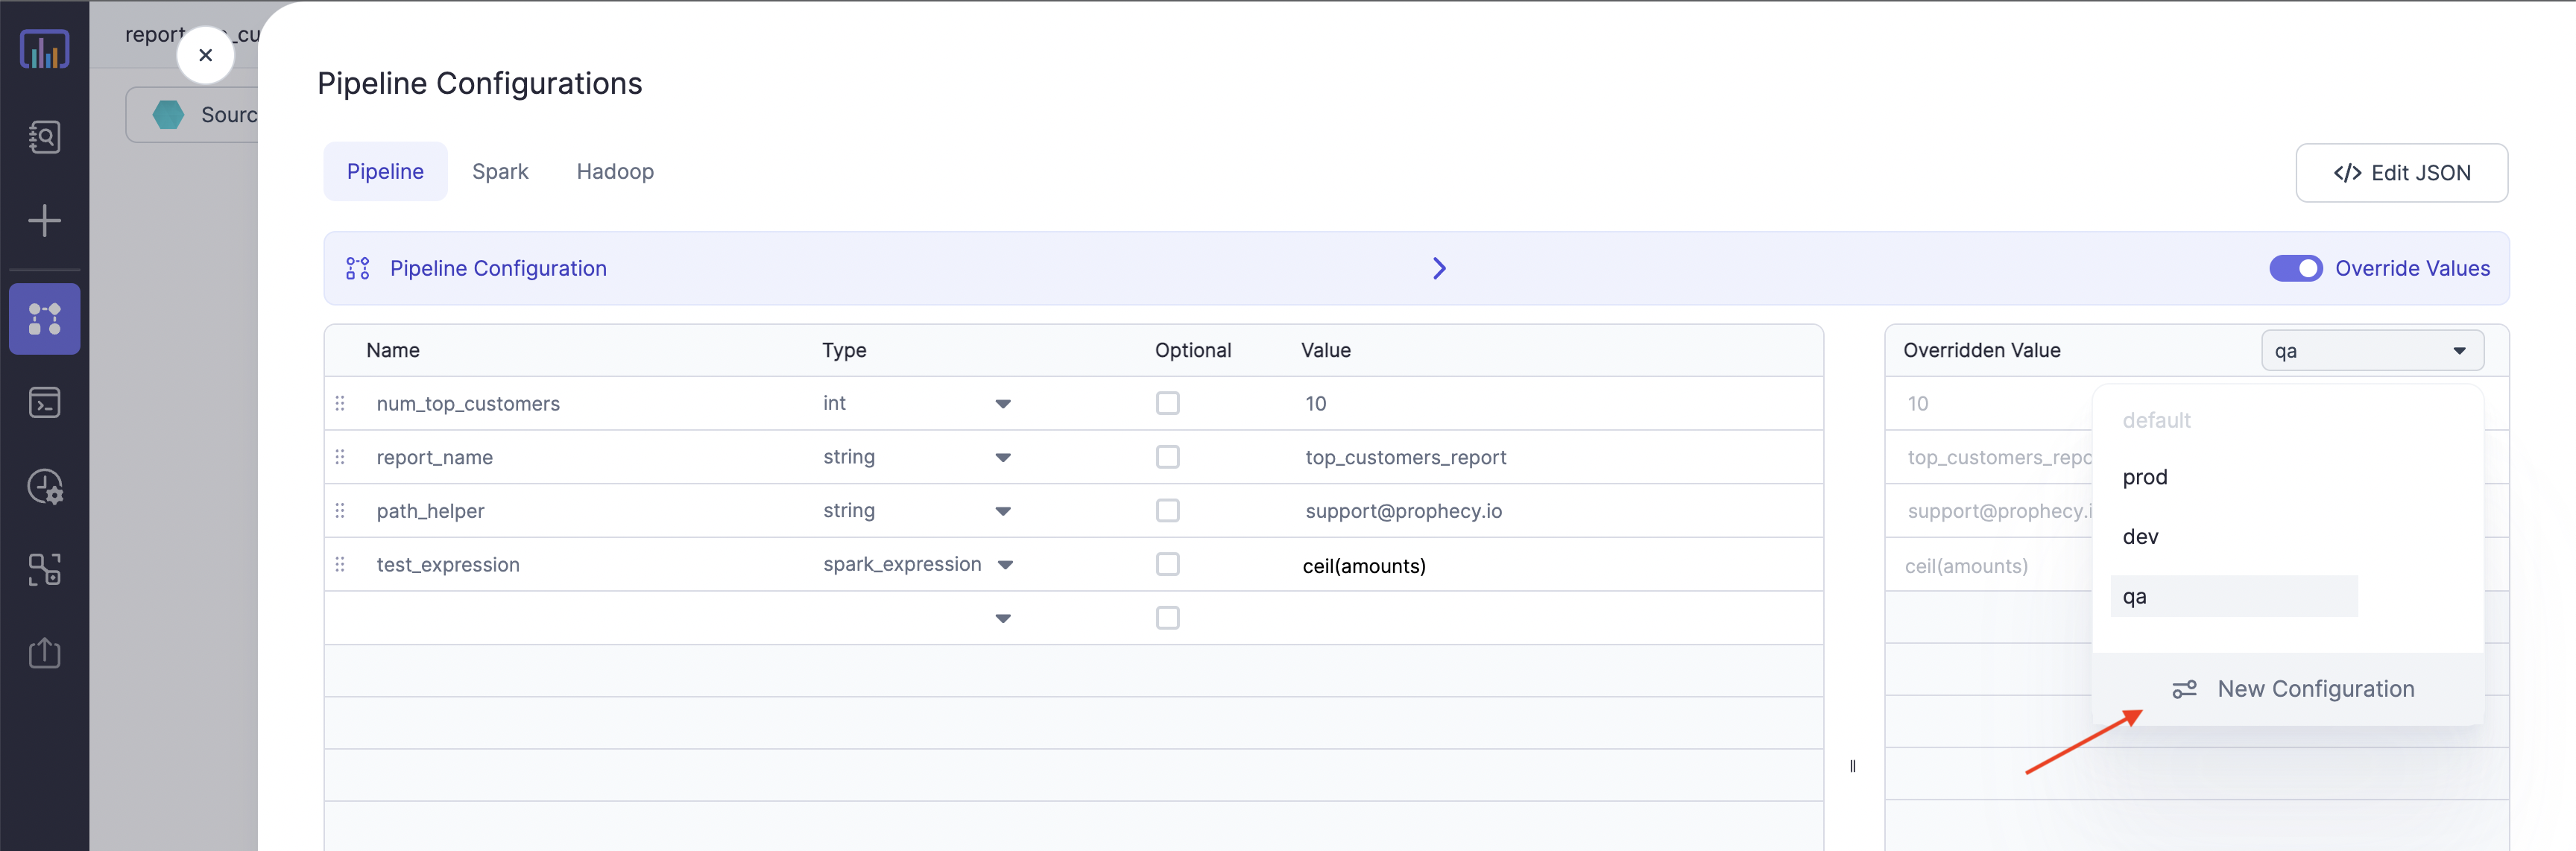 report
_cu
Sourc
Pipeline Configurations
Pipeline
Spark
Hadoop
</> Edit JSON
Pipeline Configuration
Override Values
Name Type Optional Value
num_top_customers int 10
report_name string top_customers_report
path_helper string support@prophecy.io
test_expression spark_expression ceil(amounts)
Overridden Value
qa
10
top_customers_repo
support@prophecy.i
ceil(amounts)
default
prod
dev
qa
New Configuration